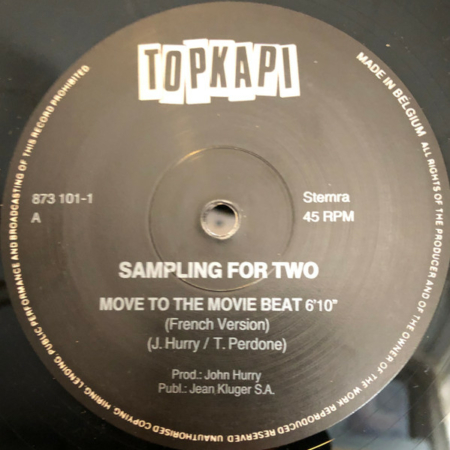 TOPKAPI
873 101-1
A
Stemra
45 RPM
SAMPLING FOR TWO
MOVE TO THE MOVIE BEAT 6'10"
(French Version)
(J. Hurry / T. Perdone)
Prod.: John Hurry
Publ.: Jean Kluger S.A.
MADE IN BELGIUM ALL RIGHTS OF THE PRODUCER AND OF THE OWNER OF THE WORK REPRODUCED RESERVED UNAUTHORISED COPYING HIRING, LENDING, PUBLIC PERFORMANCE AND BROADCASTING OF THIS RECORD PROHIBITED